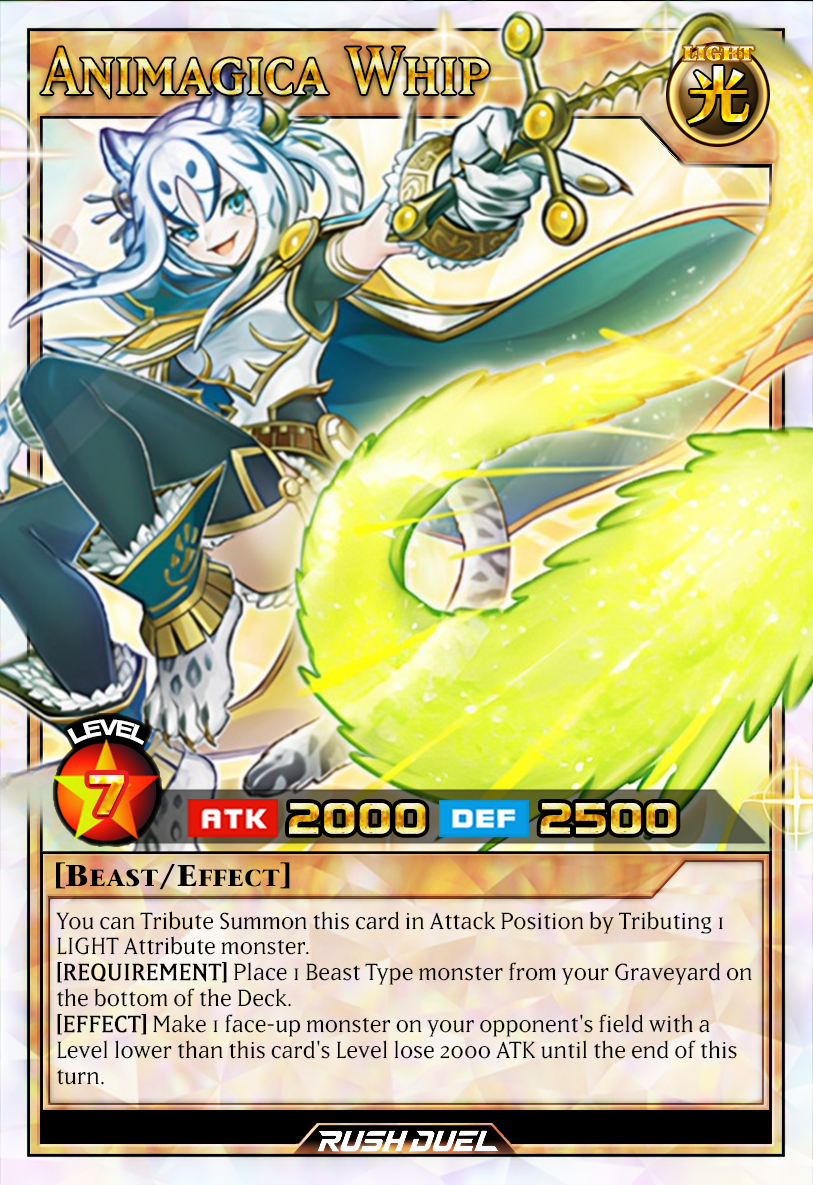 Animagica Whip
LIGHT
光
LEVEL
7
ATK 2000 DEF 2500
[Beast/Effect]
You can Tribute Summon this card in Attack Position by Tributing 1
LIGHT Attribute monster.
[REQUIREMENT] Place 1 Beast Type monster from your Graveyard on
the bottom of the Deck.
[EFFECT] Make 1 face-up monster on your opponent's field with a
Level lower than this card's Level lose 2000 ATK until the end of this
turn.
RUSH DUEL